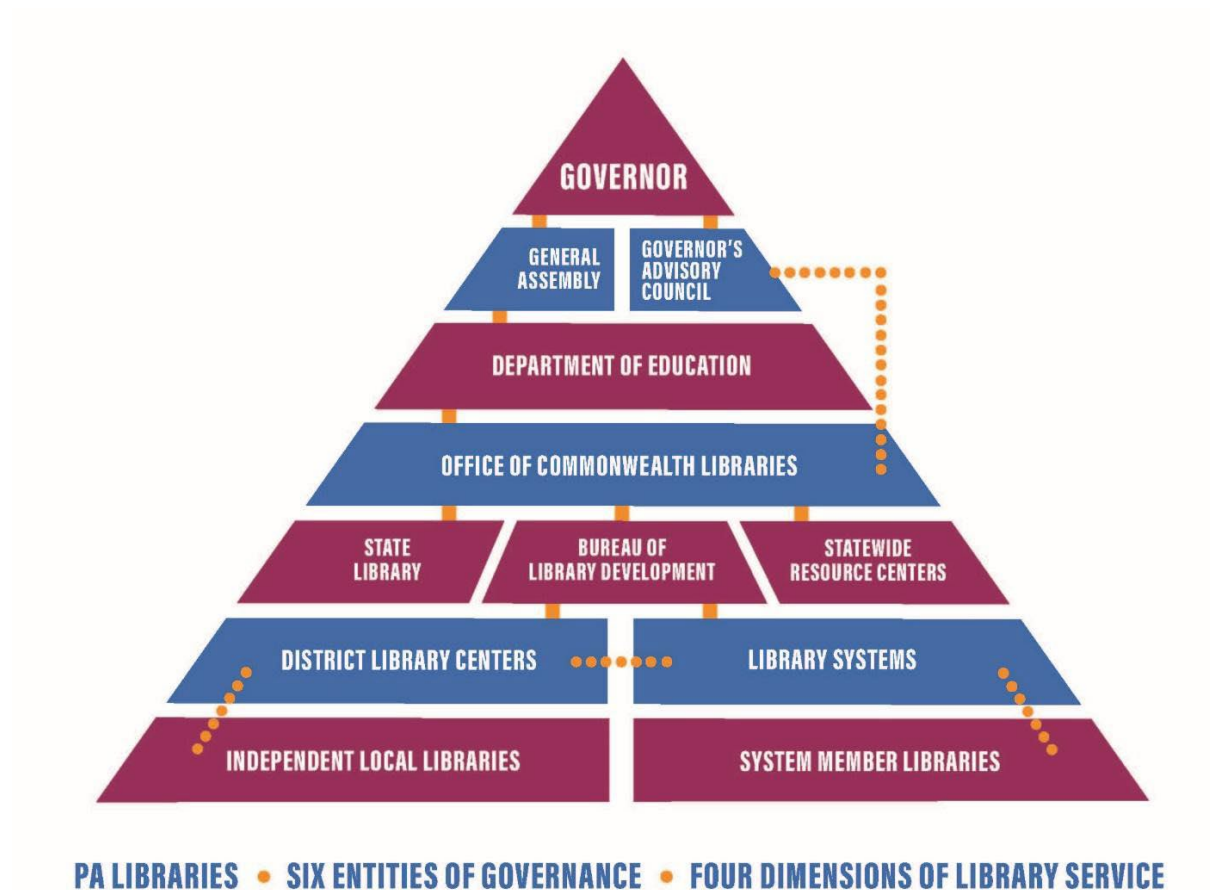 GOVERNOR
GENERAL
ASSEMBLY
GOVERNOR'S
ADVISORY
COUNCIL
DEPARTMENT OF EDUCATION
OFFICE OF COMMONWEALTH LIBRARIES
STATE
LIBRARY
BUREAU OF
LIBRARY DEVELOPMENT
STATEWIDE
RESOURCE CENTERS
DISTRICT LIBRARY CENTERS
LIBRARY SYSTEMS
INDEPENDENT LOCAL LIBRARIES
SYSTEM MEMBER LIBRARIES
PA LIBRARIES • SIX ENTITIES OF GOVERNANCE • FOUR DIMENSIONS OF LIBRARY SERVICE